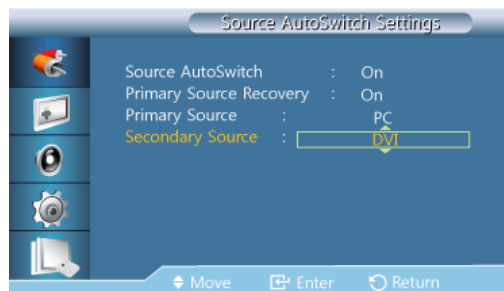 Source AutoSwitch Settings
Source AutoSwitch : On
Primary Source Recovery : On
Primary Source : PC
Secondary Source : DVI
Move Enter Return